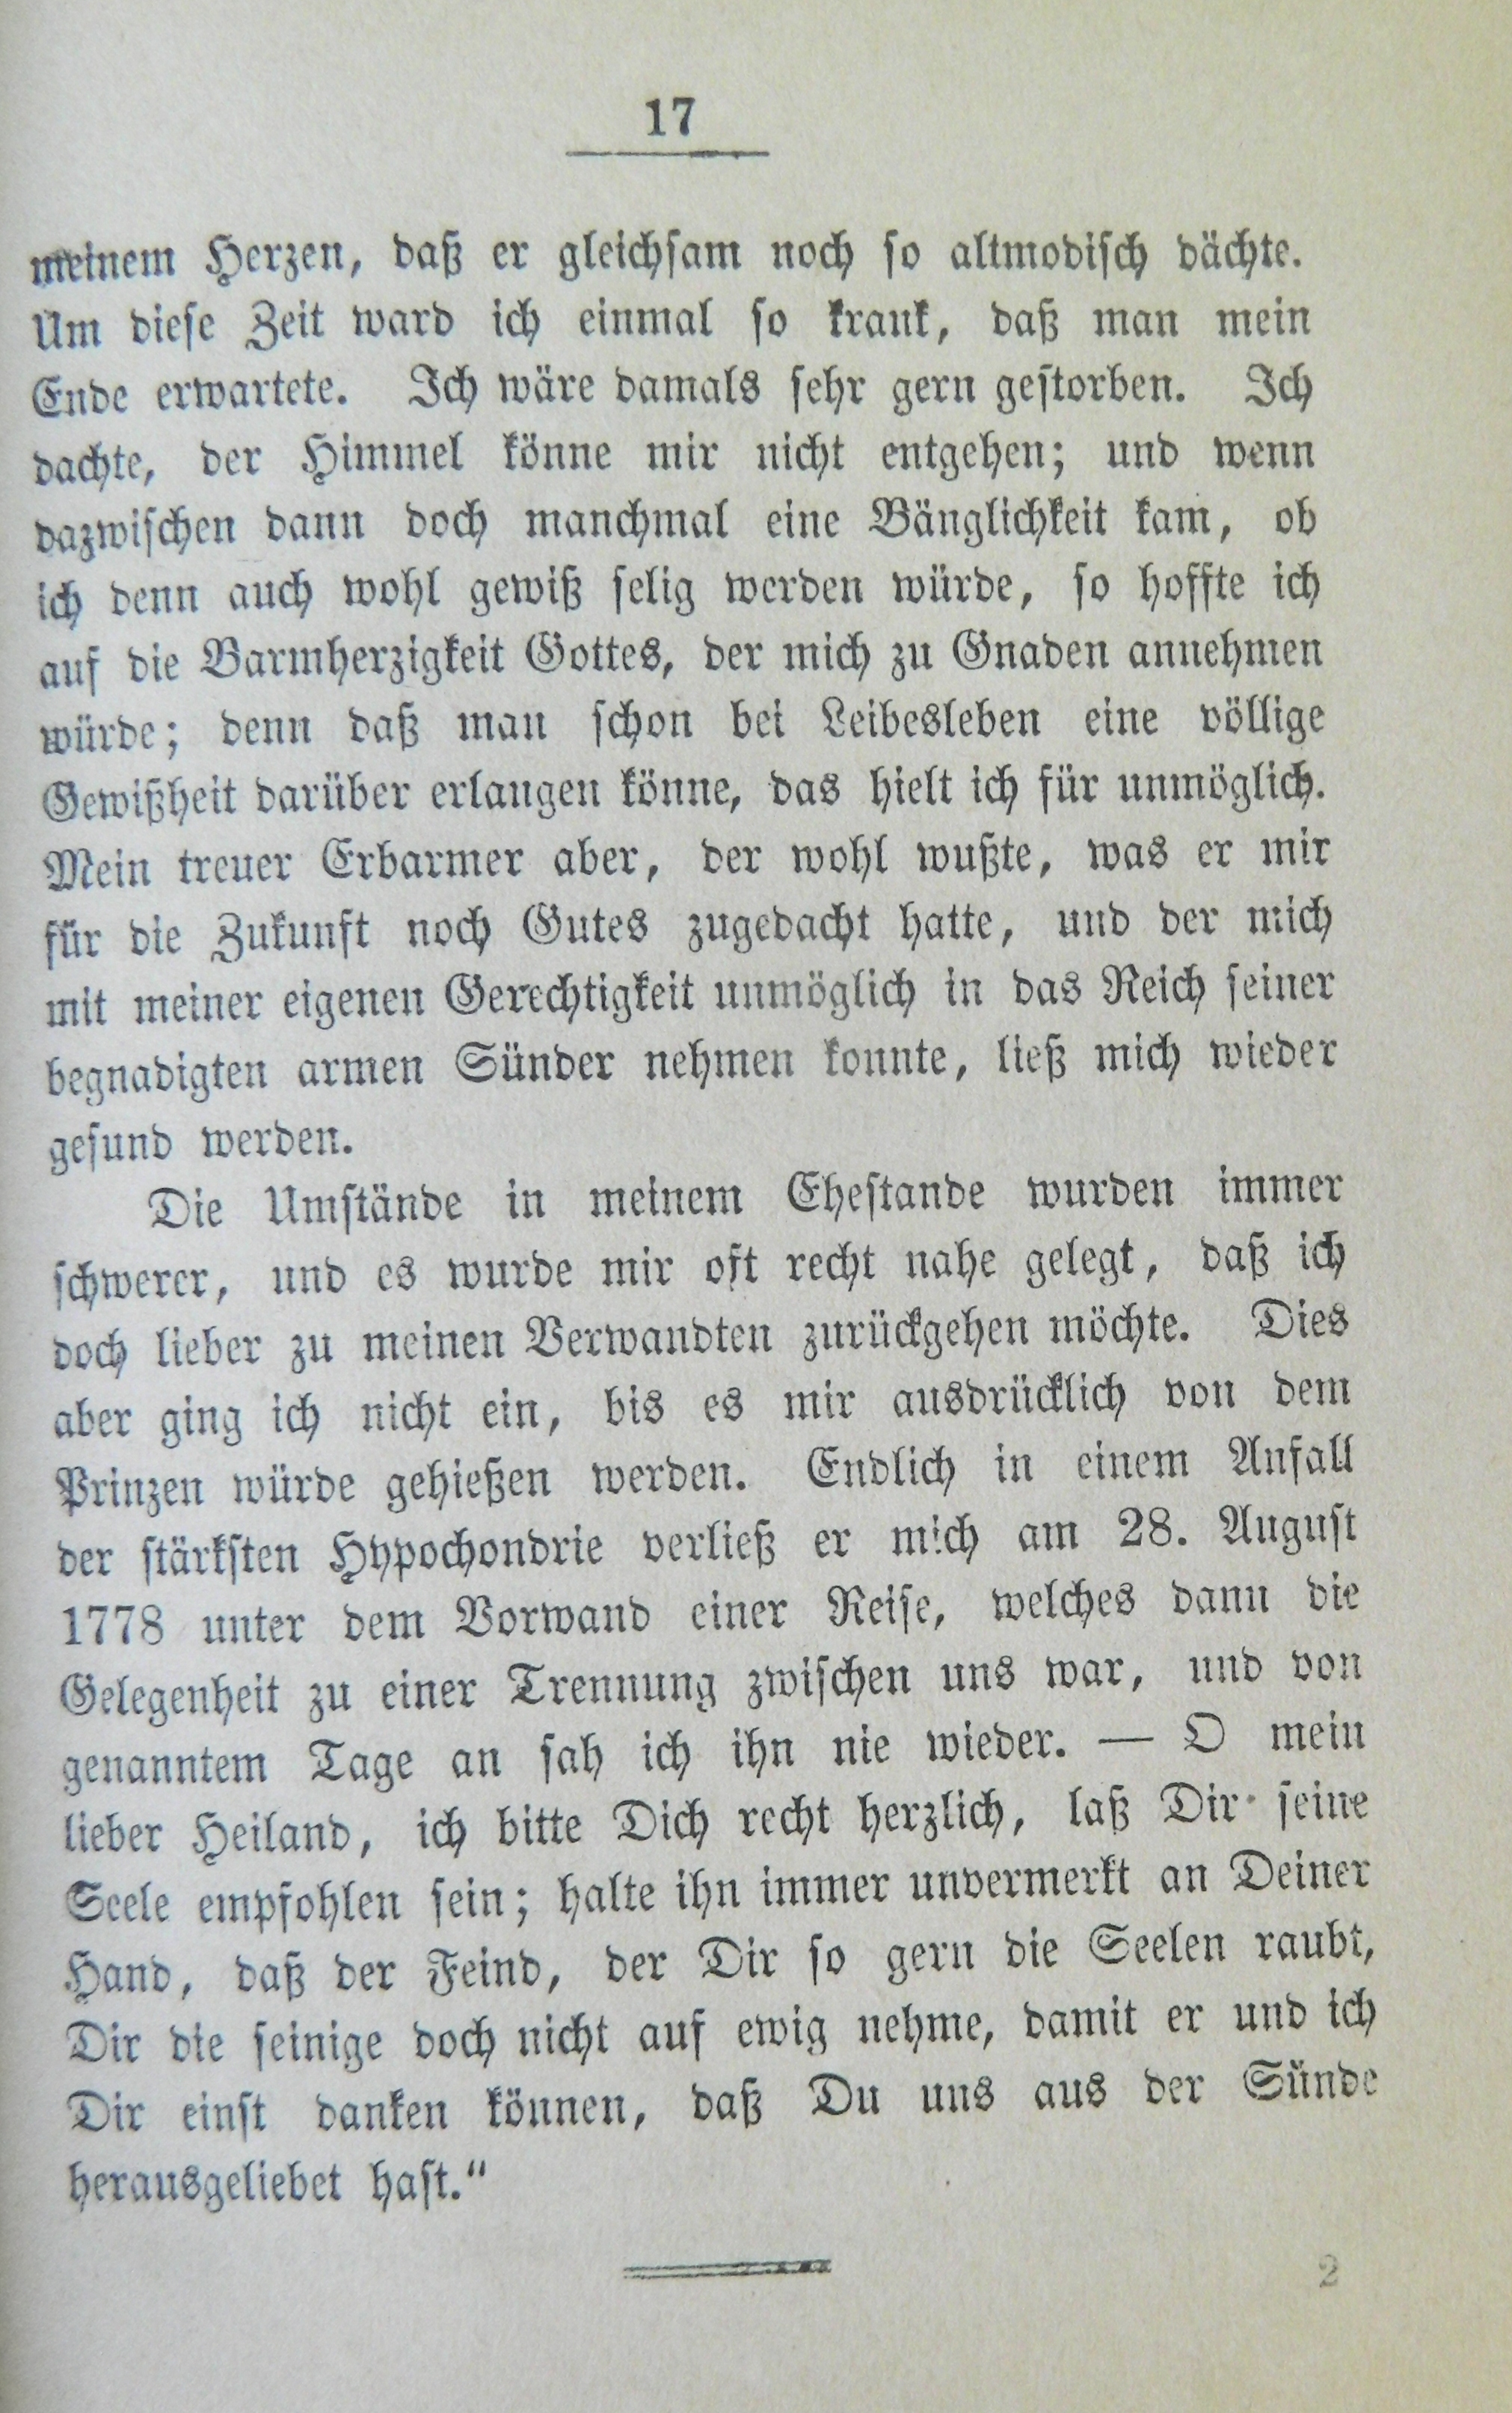 17
meinem Herzen, daß er gleichsam noch so altmodisch dächte.
Um diese Zeit ward ich einmal so krank, daß man mein
Ende erwartete. Ich wäre damals sehr gern gestorben. Ich
dachte, der Himmel könne mir nicht entgehen; und wenn
dazwischen dann doch manchmal eine Bänglichkeit kam, ob
ich denn auch wohl gewiß selig werden würde, so hoffte ich
auf die Barmherzigkeit Gottes, der mich zu Gnaden annehmen
würde; denn daß man schon bei Leibesleben eine völlige
Gewißheit darüber erlangen könne, das hielt ich für unmöglich.
Mein treuer Erbarmer aber, der wohl wußte, was er mir
für die Zukunft noch Gutes zugedacht hatte, und der mich
mit meiner eigenen Gerechtigkeit unmöglich in das Reich seiner
begnadigten armen Sünder nehmen konnte, ließ mich wieder
gesund werden.
Die Umstände in meinem Ehestande wurden immer
schwerer, und es wurde mir oft recht nahe gelegt, daß ich
doch lieber zu meinen Verwandten zurückgehen möchte. Dies
aber ging ich nicht ein, bis es mir ausdrücklich von dem
Prinzen würde gehießen werden. Endlich in einem Anfall
der stärksten Hypochondrie verließ er mich am 28. August
1778 unter dem Vorwand einer Reise, welches dann die
Gelegenheit zu einer Trennung zwischen uns war, und von
genanntem Tage an sah ich ihn nie wieder. — O mein
lieber Heiland, ich bitte Dich recht herzlich, laß Dir seine
Seele empfohlen sein; halte ihn immer unvermerkt an Deiner
Hand, daß der Feind, der Dir so gern die Seelen raubt,
Dir die seinige doch nicht auf ewig nehme, damit er und ich
Dir einst danken können, daß Du uns aus der Sünde
herausgeliebet hast.“
2